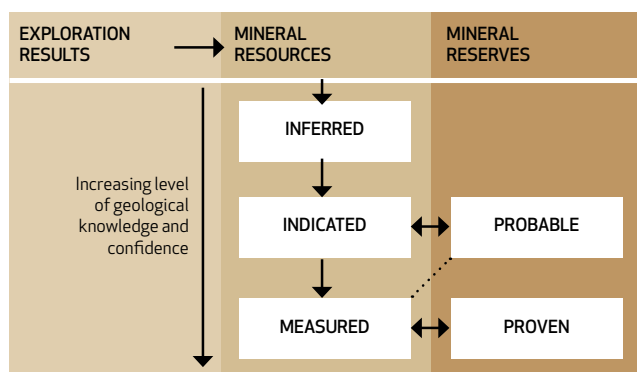 EXPLORATION
RESULTS
MINERAL
RESOURCES
MINERAL
RESERVES
INFERRED
Increasing level
of geological
knowledge and
confidence
INDICATED
PROBABLE
MEASURED
PROVEN